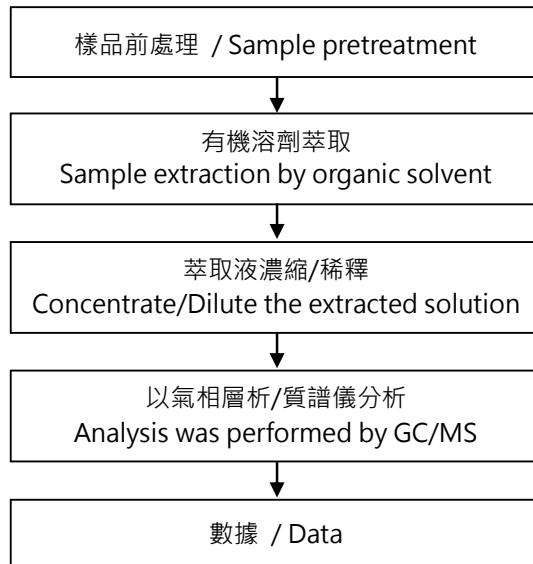 樣品前處理 / Sample pretreatment
有機溶劑萃取
Sample extraction by organic solvent
萃取液濃縮/稀釋
Concentrate/Dilute the extracted solution
以氣相層析/質譜儀分析
Analysis was performed by GC/MS
數據 / Data